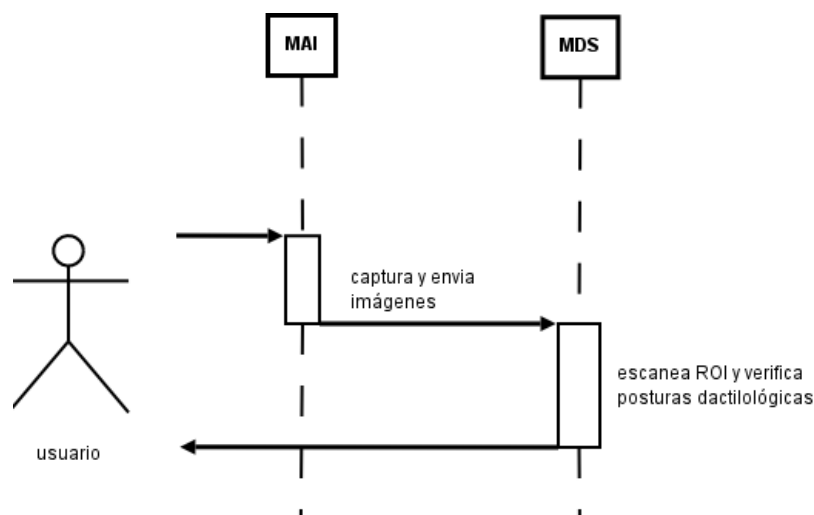 MAI
MDS
captura y envia
imágenes
escanea ROI y verifica
posturas dactilológicas
usuario